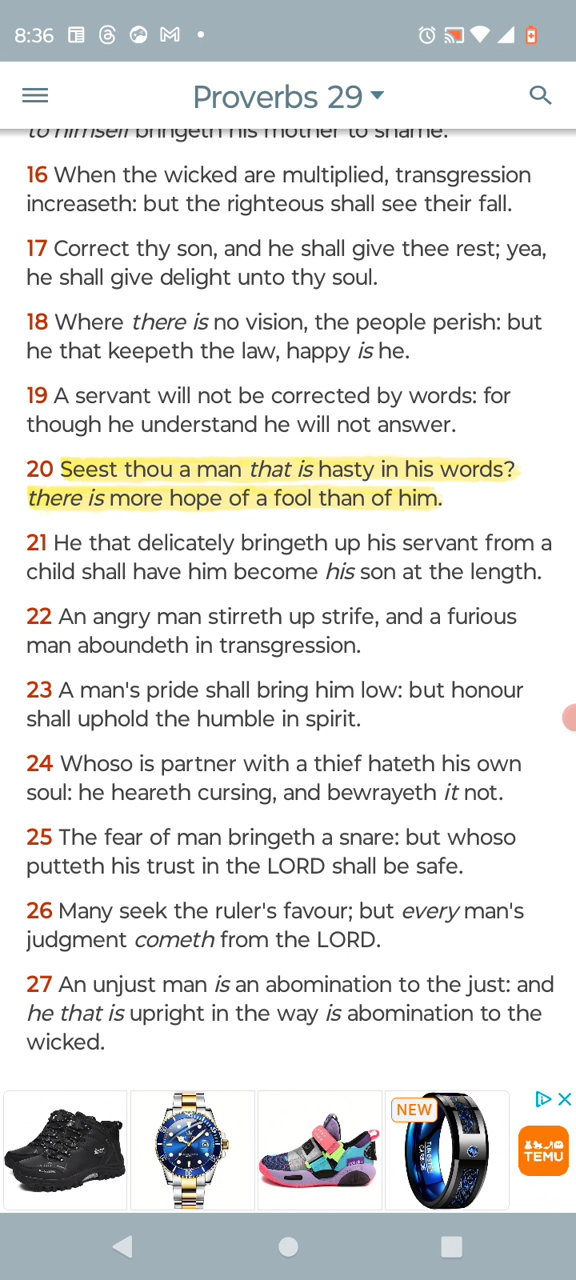 8:36
Proverbs 29
to himself bringeth his mother to shame.
16 When the wicked are multiplied, transgression
increaseth: but the righteous shall see their fall.
17 Correct thy son, and he shall give thee rest; yea,
he shall give delight unto thy soul.
18 Where there is no vision, the people perish: but
he that keepeth the law, happy is he.
19 A servant will not be corrected by words: for
though he understand he will not answer.
20 Seest thou a man that is hasty in his words?
there is more hope of a fool than of him.
21 He that delicately bringeth up his servant from a
child shall have him become his son at the length.
22 An angry man stirreth up strife, and a furious
man aboundeth in transgression.
23 A man's pride shall bring him low: but honour
shall uphold the humble in spirit.
24 Whoso is partner with a thief hateth his own
soul: he heareth cursing, and bewrayeth it not.
25 The fear of man bringeth a snare: but whoso
putteth his trust in the LORD shall be safe.
26 Many seek the ruler's favour; but every man's
judgment cometh from the LORD.
27 An unjust man is an abomination to the just: and
he that is upright in the way is abomination to the
wicked.
NEW
TEMU